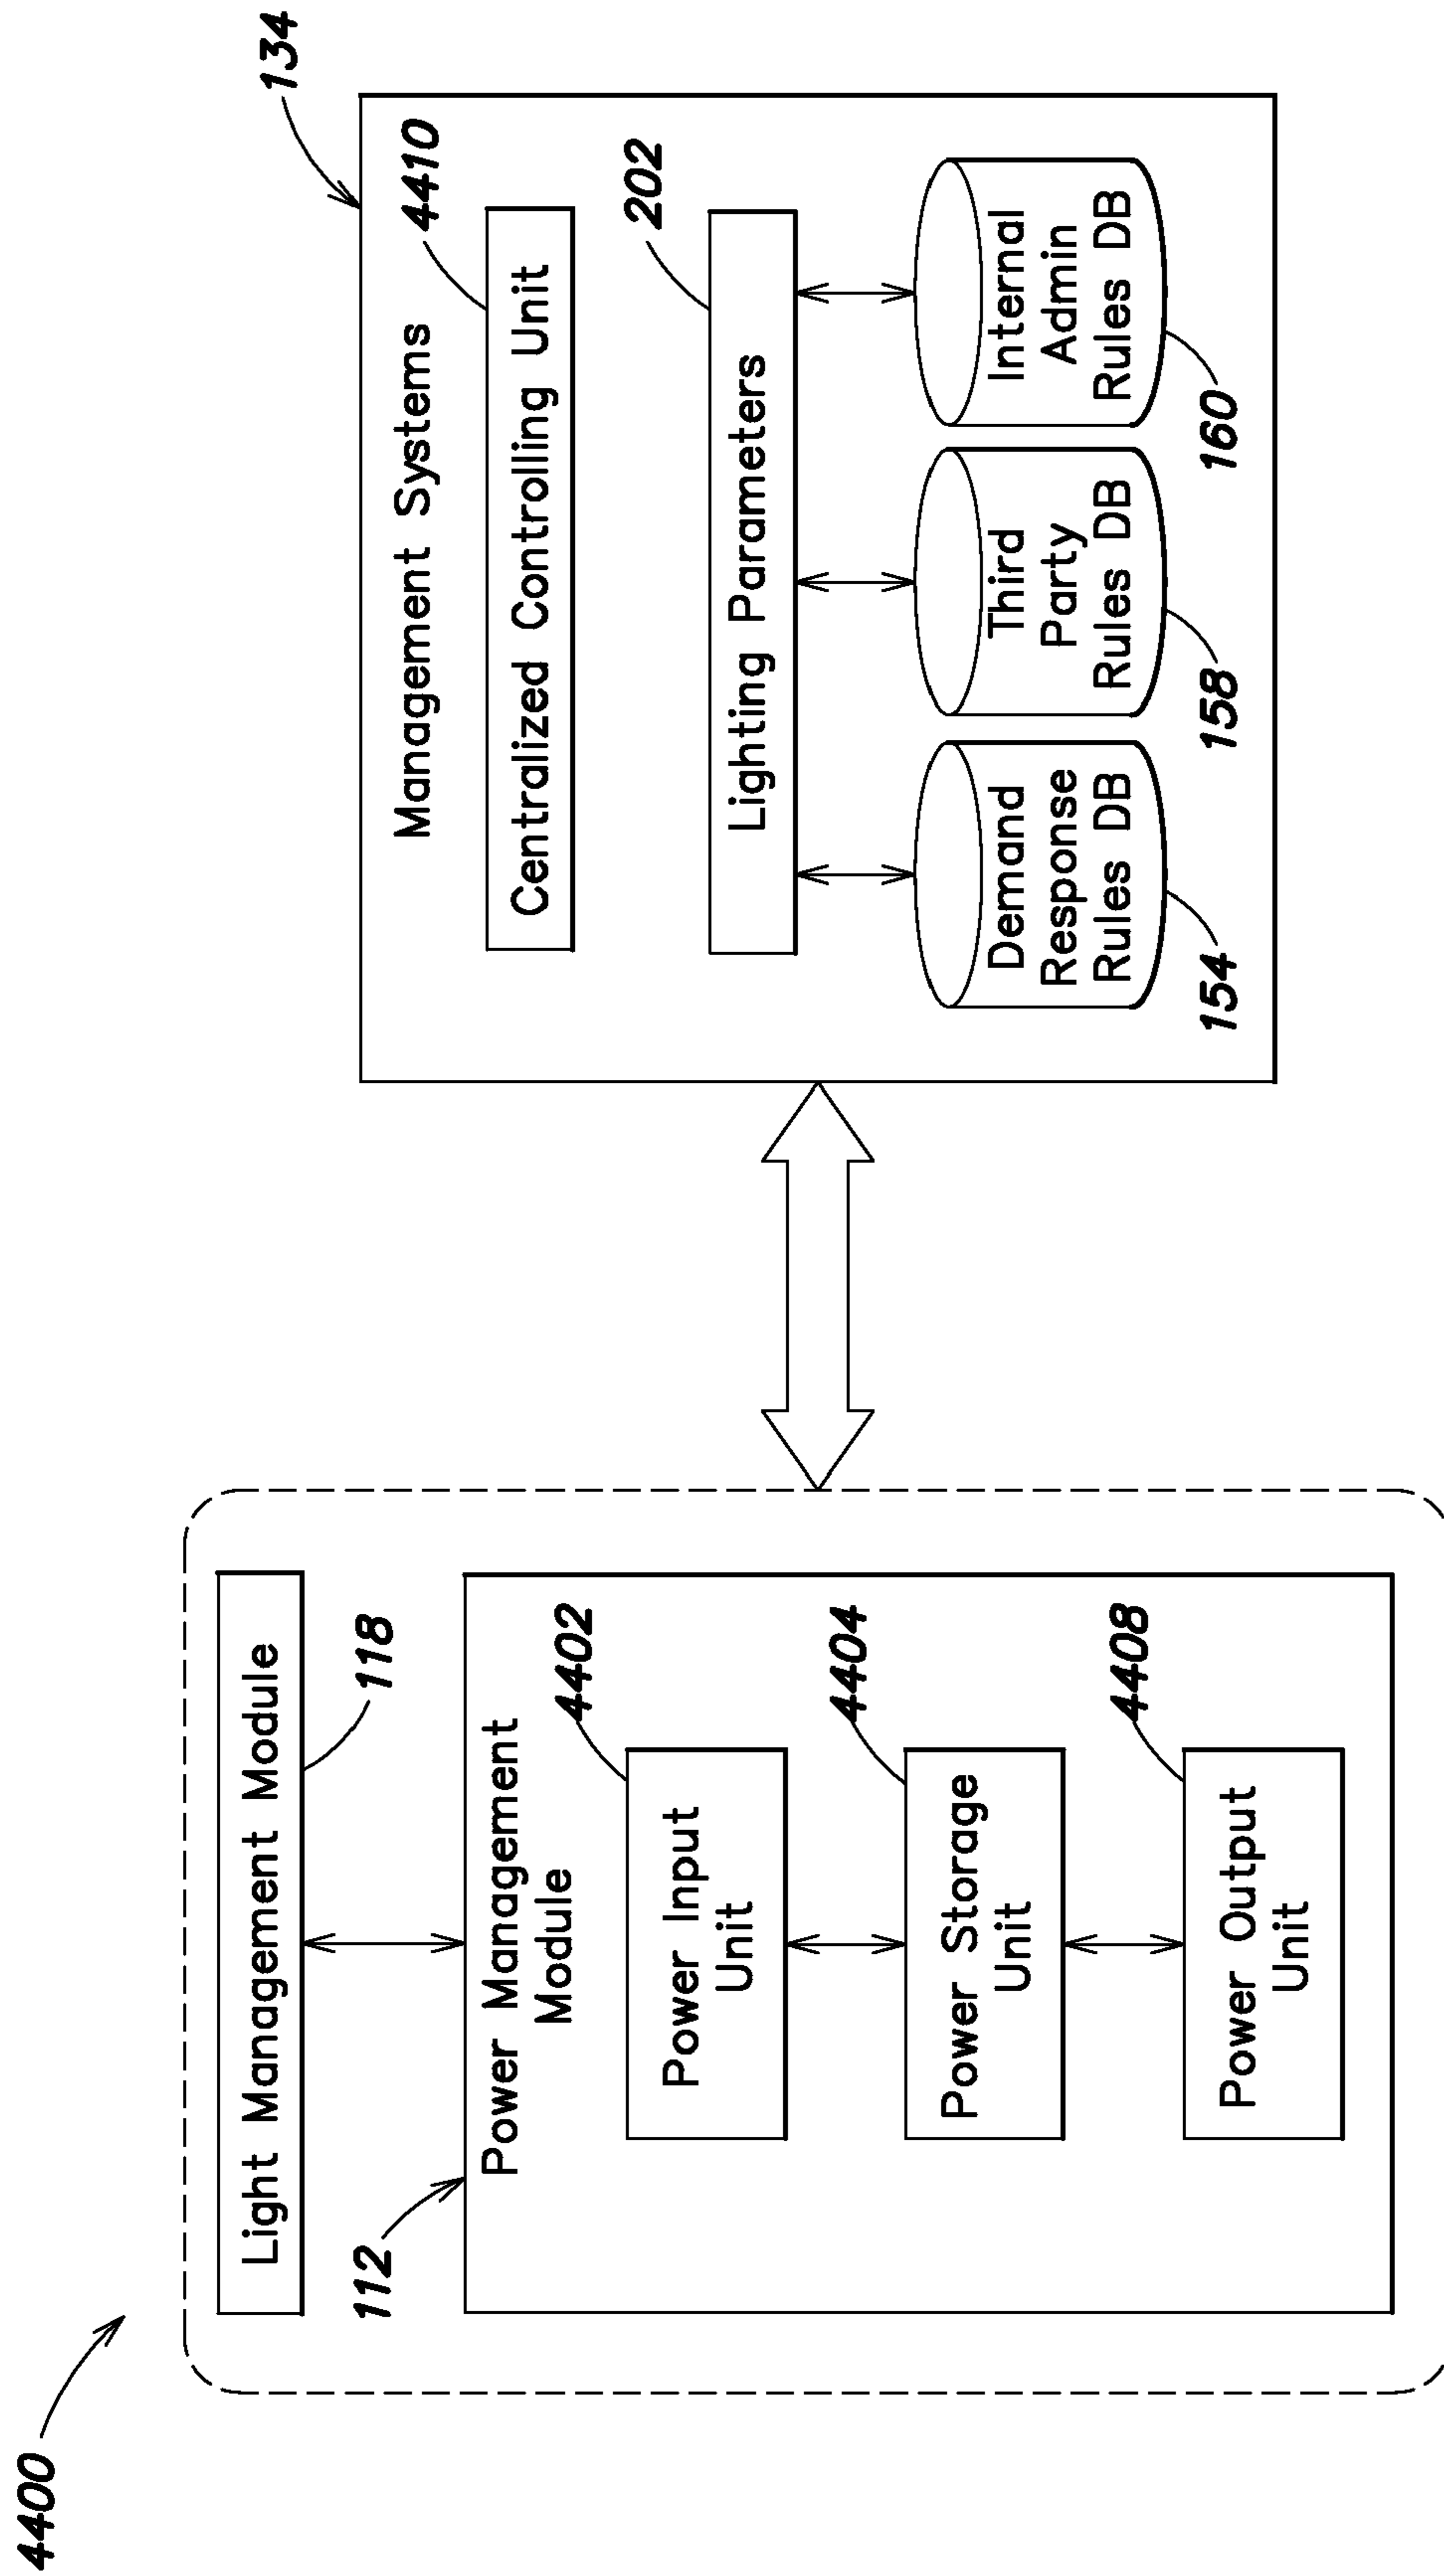 4400
Light Management Module
118
112
Power Management
Module
4402
Power Input
Unit
4404
Power Storage
Unit
4408
Power Output
Unit
134
Management Systems
4410
Centralized Controlling Unit
202
Lighting Parameters
Demand
Response
Rules DB
154
Third
Party
Rules DB
158
Internal
Admin
Rules DB
160